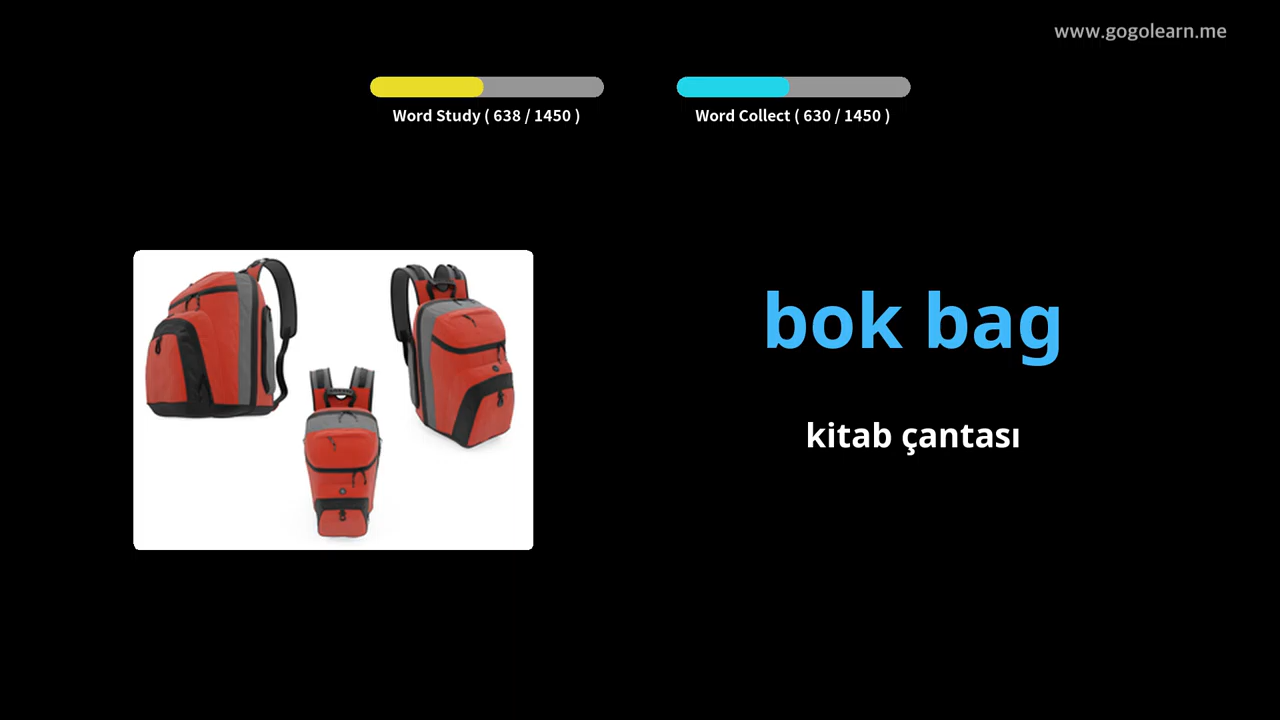 www.gogolearn.me
Word Study ( 638 / 1450 )
Word Collect ( 630 / 1450 )
bok bag
kitab çantası